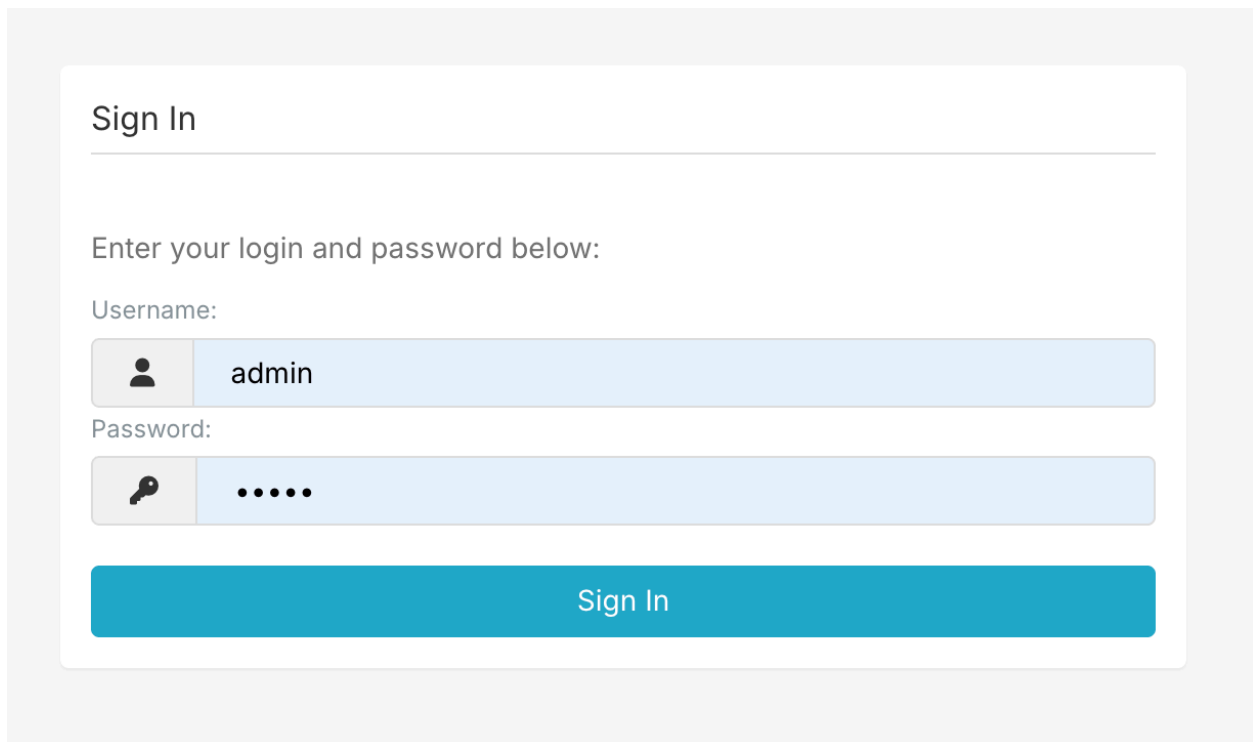 Sign In
Enter your login and password below:
Username:
admin
Password:
•••••
Sign In